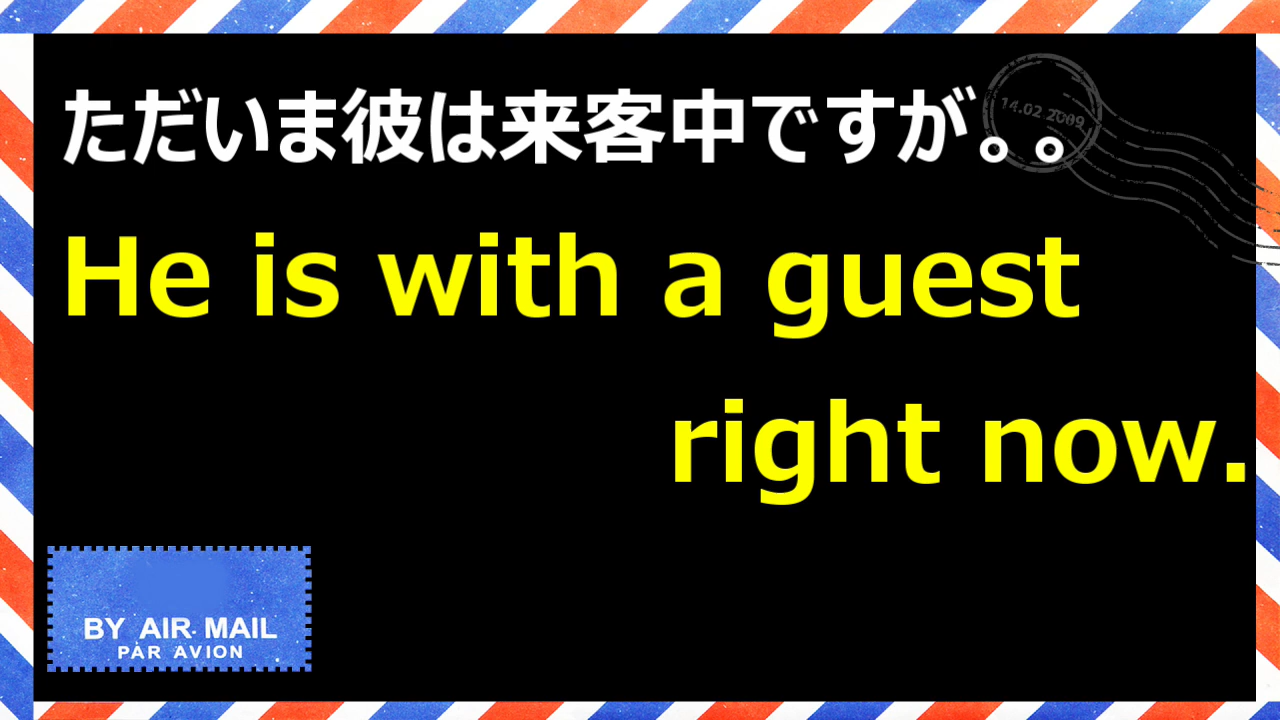 ただいま彼は来客中ですが。。
14.02 2009
He is with a guest
right now.
BY AIR MAIL
PAR AVION